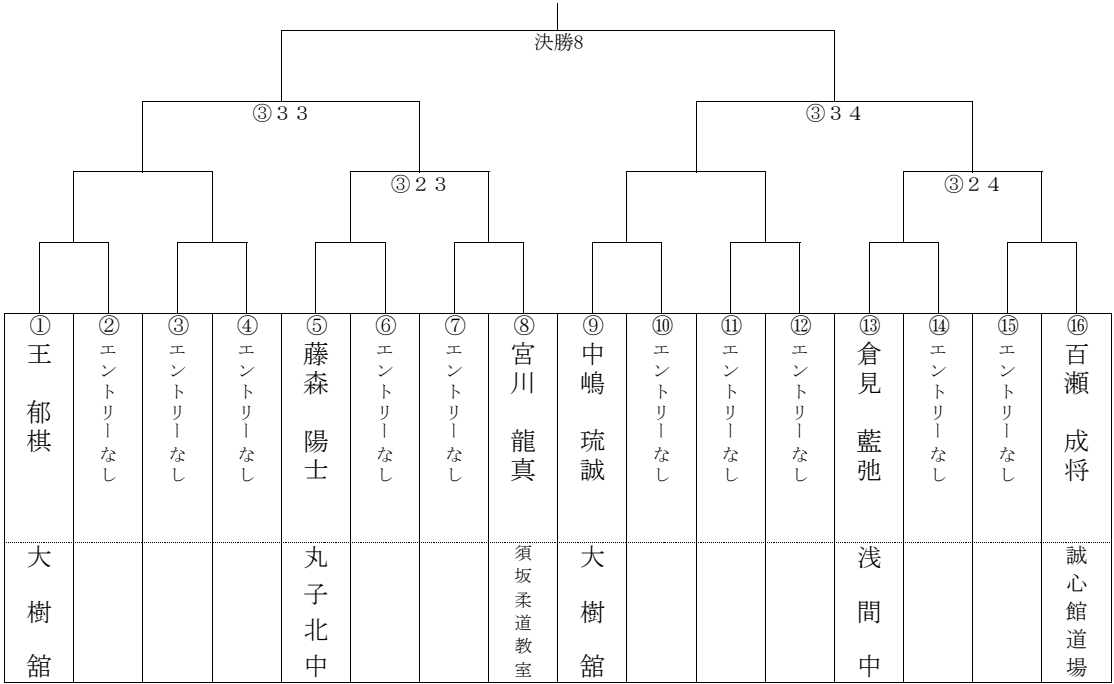 決勝8
③３３
③３４
③２３
③２４
①
王 郁棋
大樹舘
②
エントリーなし
③
エントリーなし
④
エントリーなし
⑤
藤森 陽士
丸子北中
⑥
エントリーなし
⑦
エントリーなし
⑧
宮川 龍真
須坂柔道教室
⑨
中嶋 琉誠
大樹舘
⑩
エントリーなし
⑪
エントリーなし
⑫
エントリーなし
⑬
倉見 藍弛
浅間中
⑭
エントリーなし
⑮
エントリーなし
⑯
百瀬 成将
誠心館道場